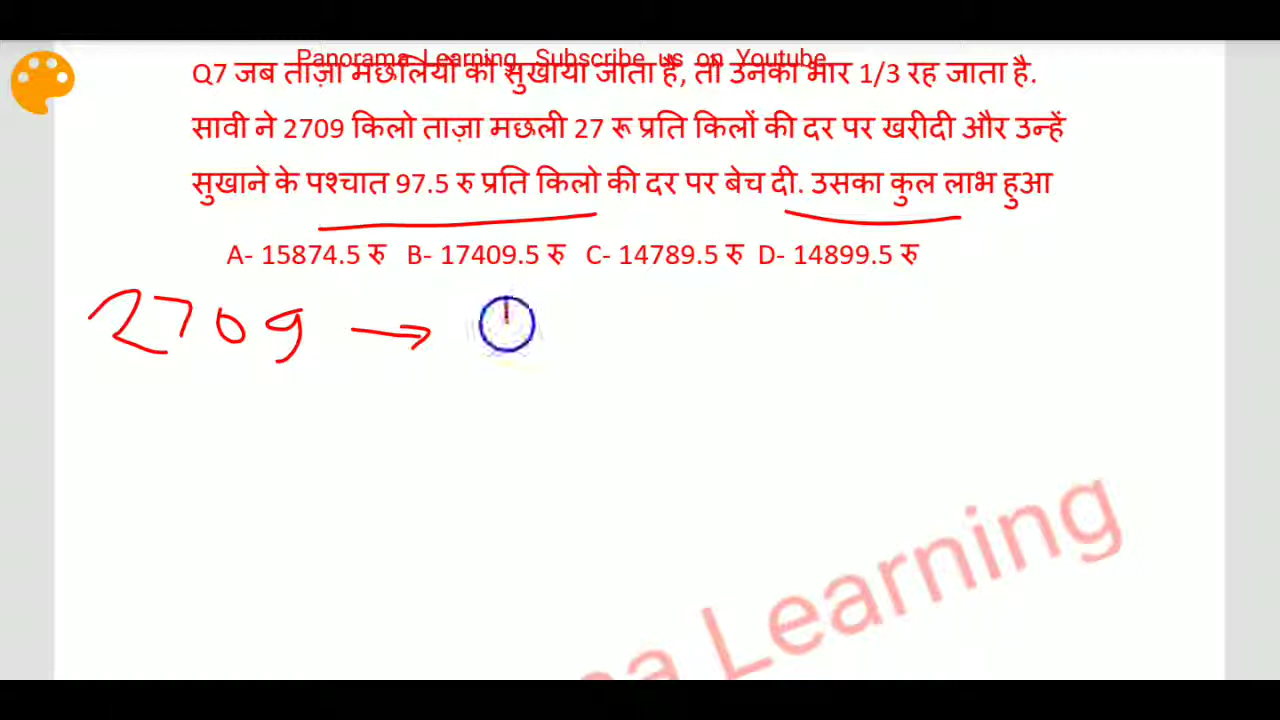 Panorama Learning Subscribe us on Youtube
Q7 जब ताज़ा मछलियों को सुखाया जाता है, तो उनका भार 1/3 रह जाता है.
सावी ने 2709 किलो ताज़ा मछली 27 रू प्रति किलों की दर पर खरीदी और उन्हें
सुखाने के पश्चात 97.5 रु प्रति किलो की दर पर बेच दी. उसका कुल लाभ हुआ
A- 15874.5 रु B- 17409.5 रु C- 14789.5 रु D- 14899.5 रु
2709 →
ma Learning